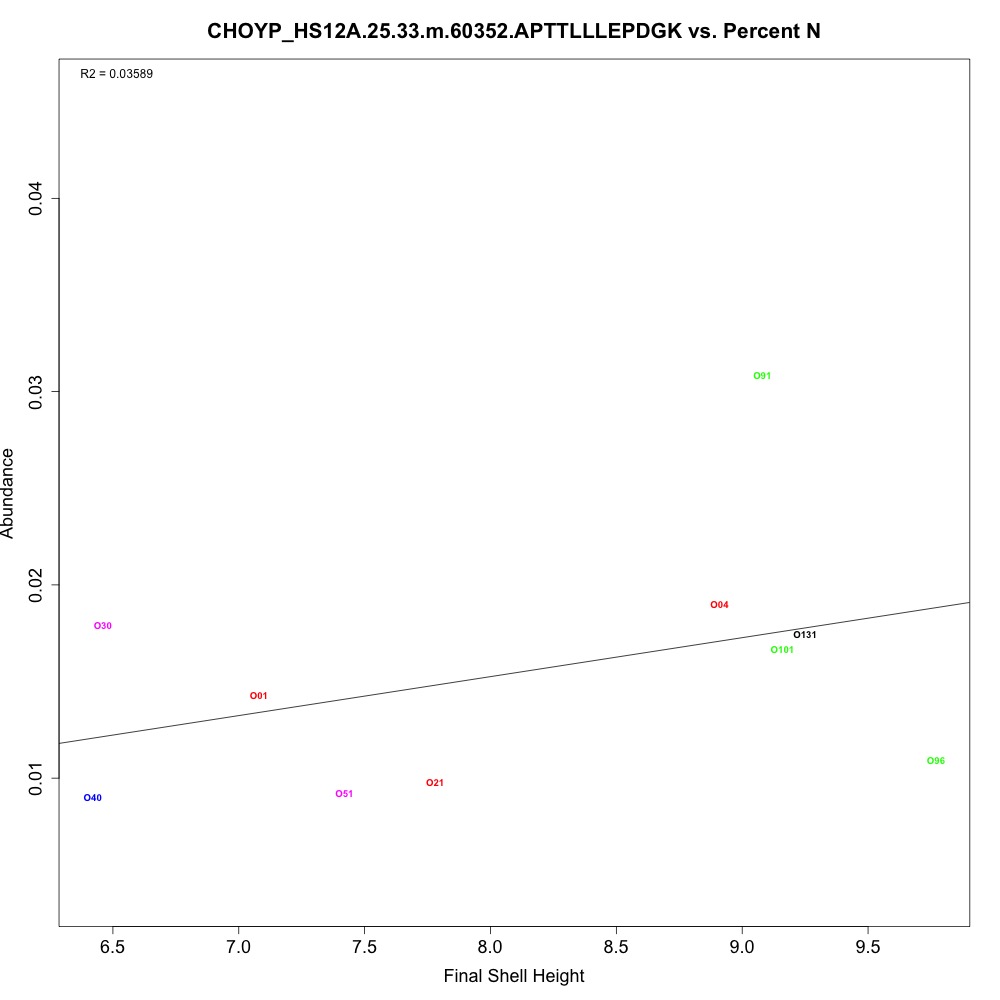 CHOYP_HS12A.25.33.m.60352.APTTLLLEPDGK vs. Percent N
R2 = 0.03589
0.04
0.03
0.02
0.01
Abundance
O91
O04
O30
O131
O101
O01
O96
O21
O51
O40
6.5 7.0 7.5 8.0 8.5 9.0 9.5
Final Shell Height